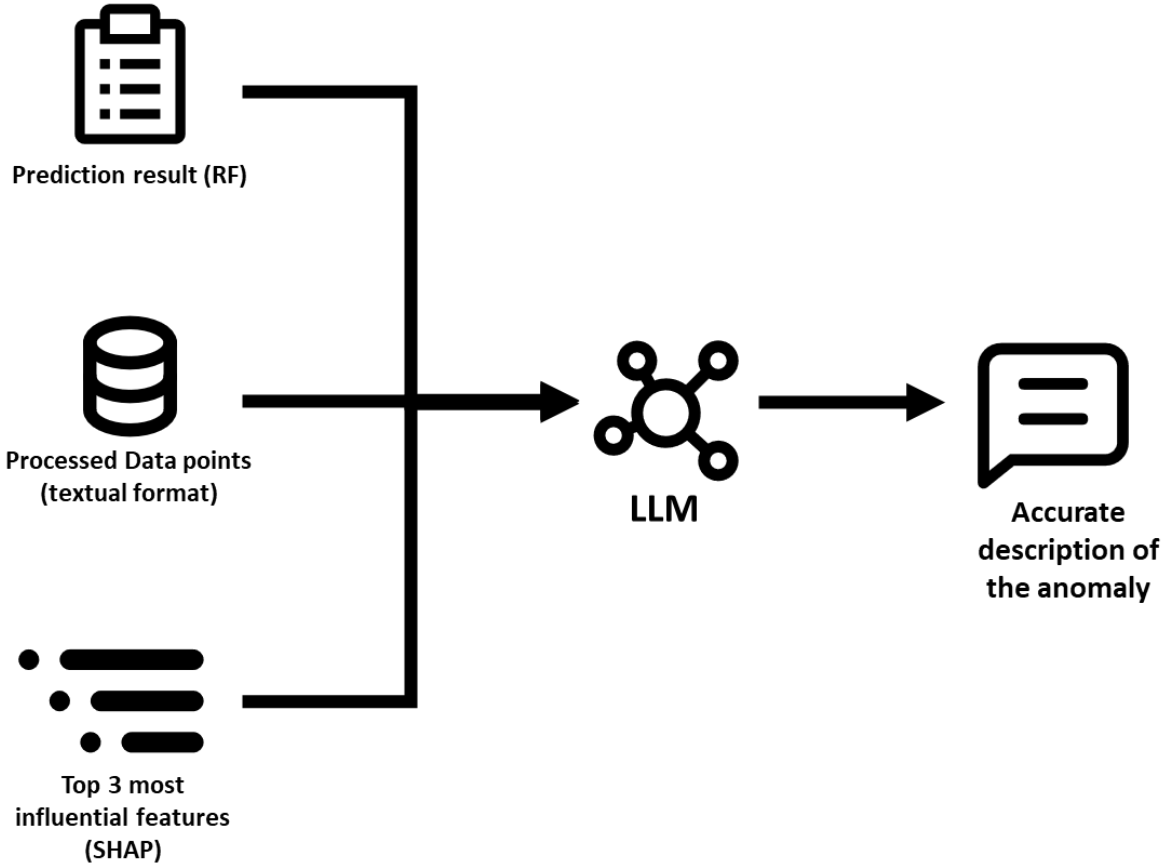 Prediction result (RF)
Processed Data points
(textual format)
Top 3 most
influential features
(SHAP)
LLM
Accurate
description of
the anomaly